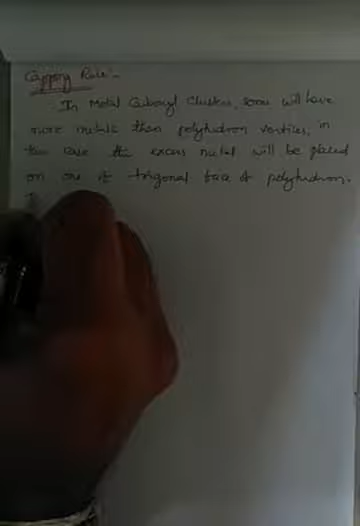 Capping Rule:-
In Metal Carbonyl Clusters, some will have
more metals than polyhedron vertices, in
this case the excess metal will be placed
on one of trigonal face of polyhedron.